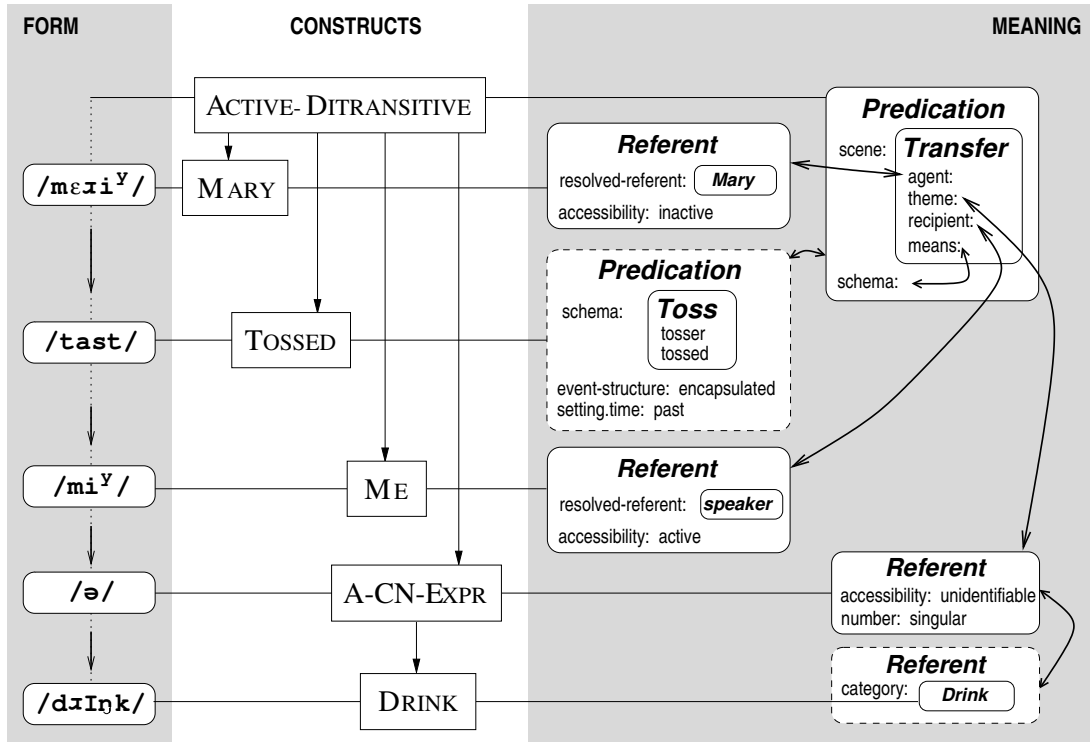 FORM
CONSTRUCTS
MEANING
ACTIVE-DITRANSITIVE
Predication
scene:
Transfer
agent:
theme:
recipient:
means:
schema:
/mɛɹiʸ/
MARY
Referent
resolved-referent: Mary
accessibility: inactive
/tast/
TOSSED
Predication
schema:
Toss
tosser
tossed
event-structure: encapsulated
setting.time: past
/miʸ/
ME
Referent
resolved-referent: speaker
accessibility: active
/ə/
A-CN-EXPR
Referent
accessibility: unidentifiable
number: singular
/dɹɪŋk/
DRINK
Referent
category: Drink